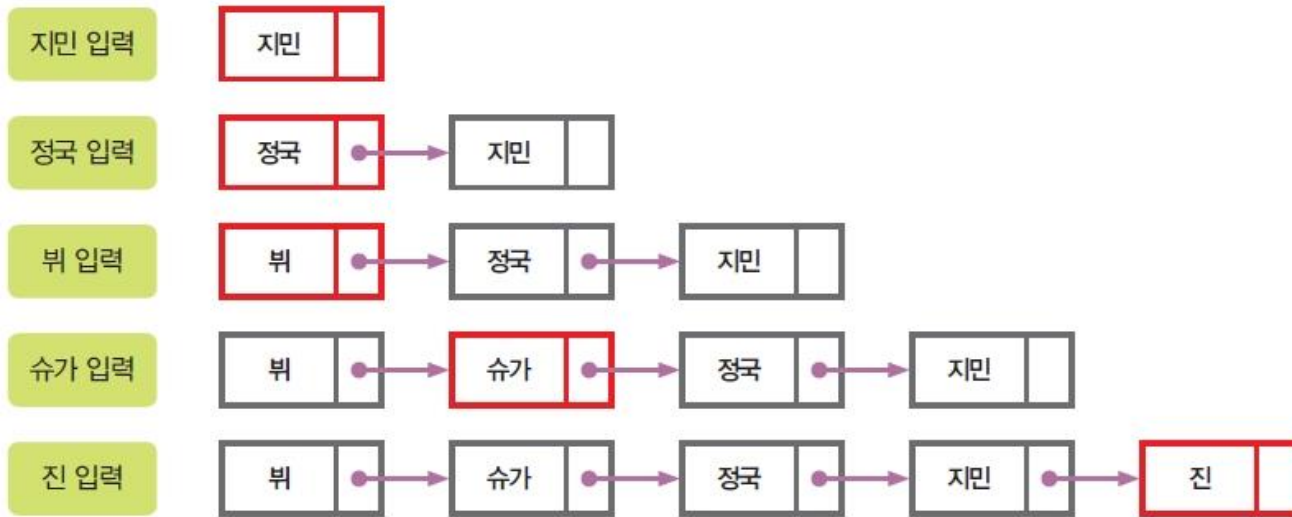 지민 입력 지민
정국 입력 정국 지민
뷔 입력 뷔 정국 지민
슈가 입력 뷔 슈가 정국 지민
진 입력 뷔 슈가 정국 지민 진